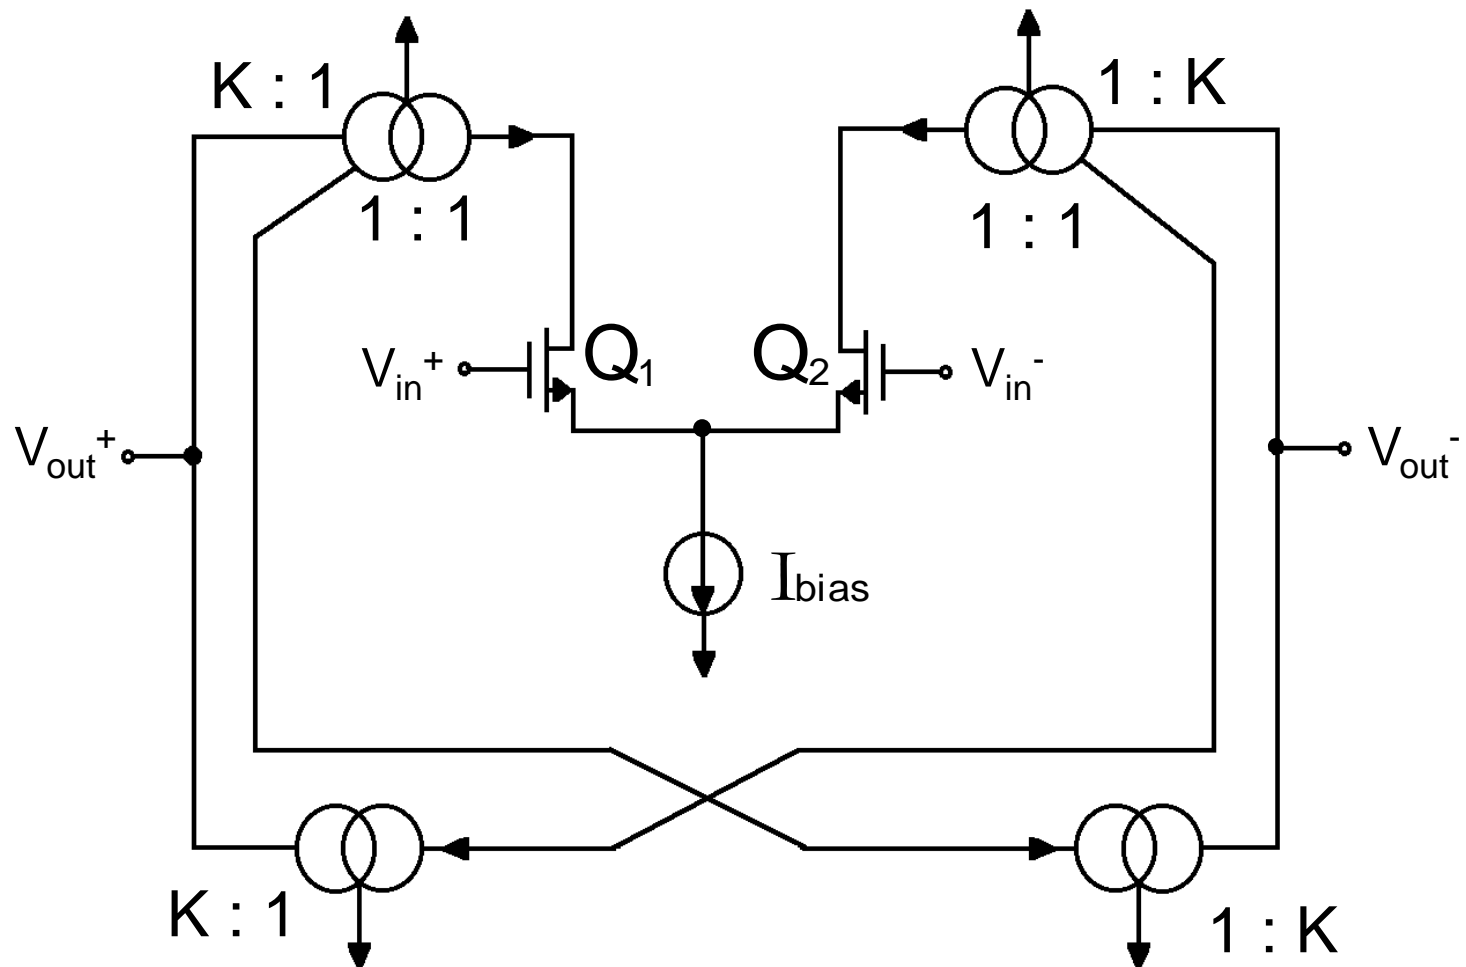 K : 1
1 : K
1 : 1
1 : 1
Vin+
Q1
Q2
Vin-
Vout+
Vout-
Ibias
K : 1
1 : K